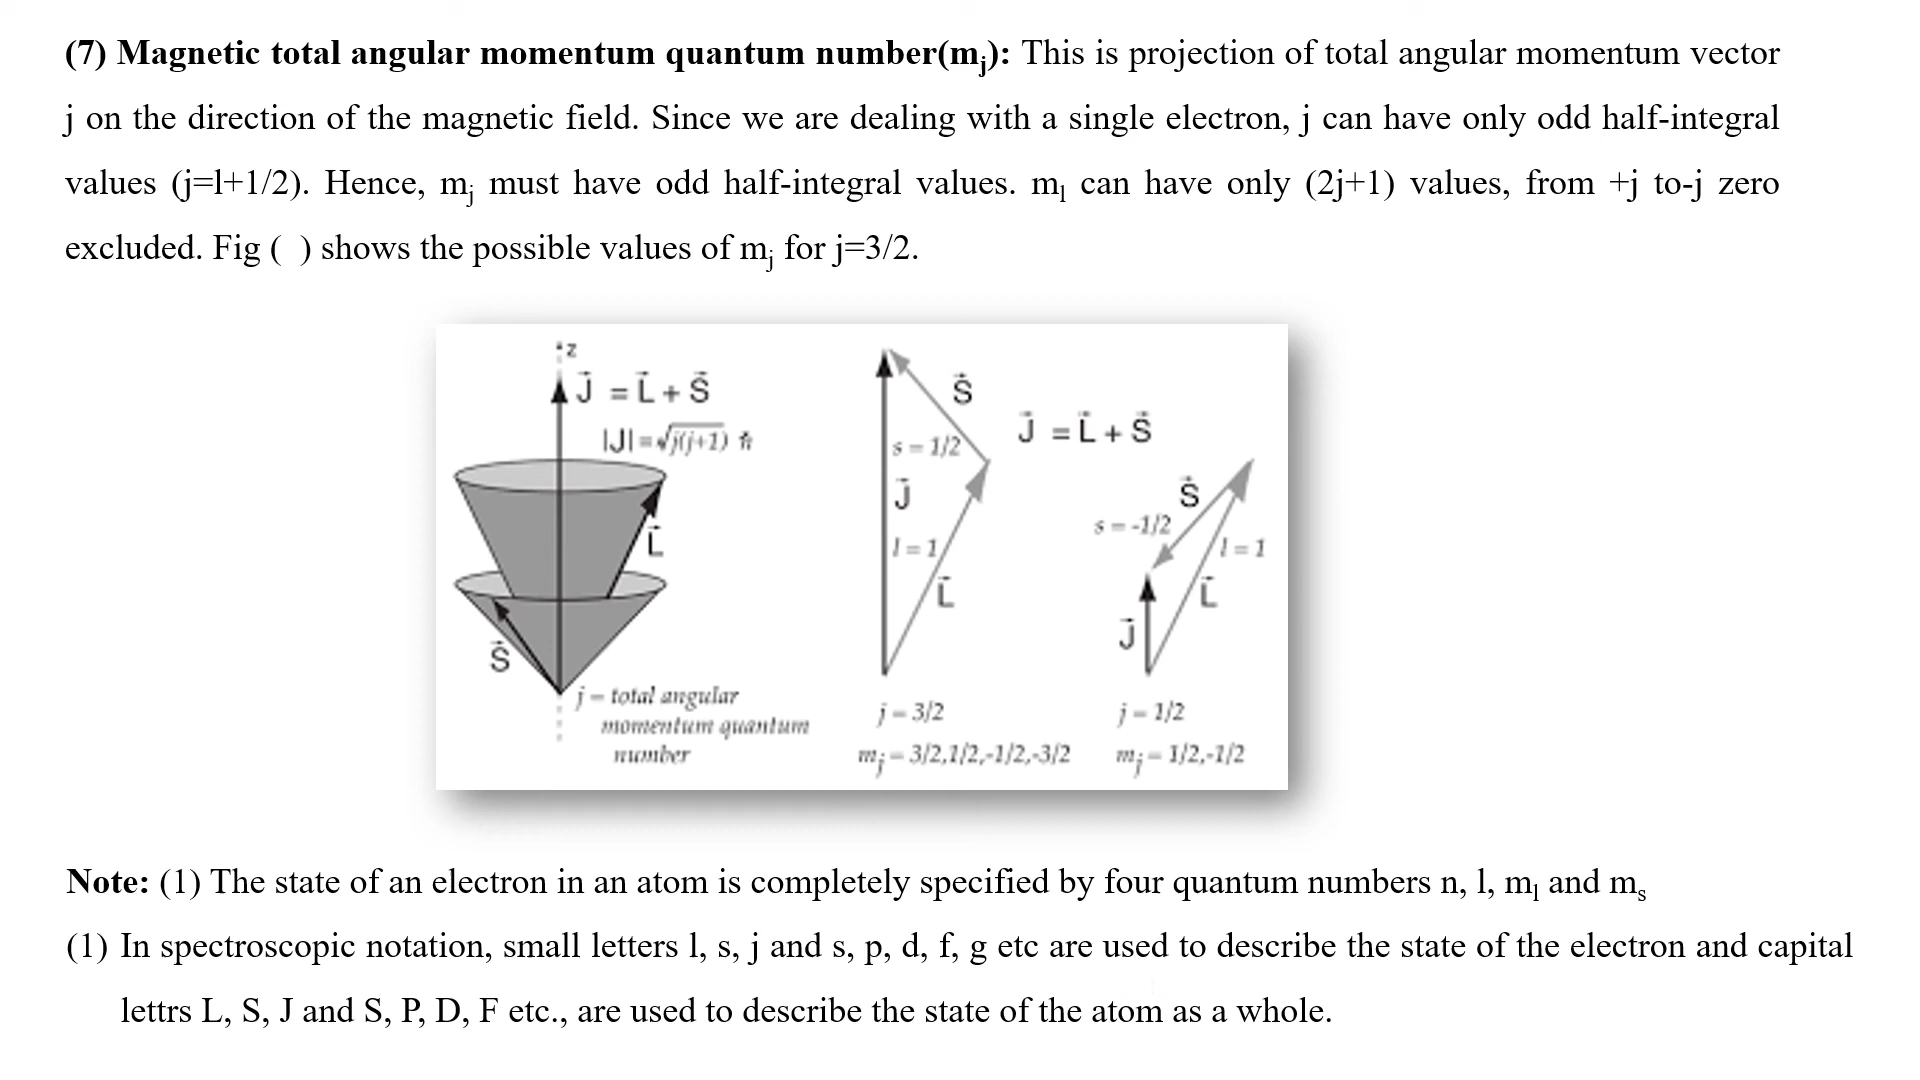 (7) Magnetic total angular momentum quantum number(mj): This is projection of total angular momentum vector
j on the direction of the magnetic field. Since we are dealing with a single electron, j can have only odd half-integral
values (j=l+1/2). Hence, mj must have odd half-integral values. ml can have only (2j+1) values, from +j to-j zero
excluded. Fig ( ) shows the possible values of mj for j=3/2.
z
J⃗ = L⃗ + S⃗
|J| = √j(j+1) ħ
L⃗
S⃗
j = total angular
momentum quantum
number
S⃗
s = 1/2
J⃗
l = 1
L⃗
j = 3/2
mj = 3/2,1/2,-1/2,-3/2
J⃗ = L⃗ + S⃗
S⃗
s = -1/2
l = 1
L⃗
J⃗
j = 1/2
mj = 1/2,-1/2
Note: (1) The state of an electron in an atom is completely specified by four quantum numbers n, l, ml and ms
(1) In spectroscopic notation, small letters l, s, j and s, p, d, f, g etc are used to describe the state of the electron and capital
lettrs L, S, J and S, P, D, F etc., are used to describe the state of the atom as a whole.